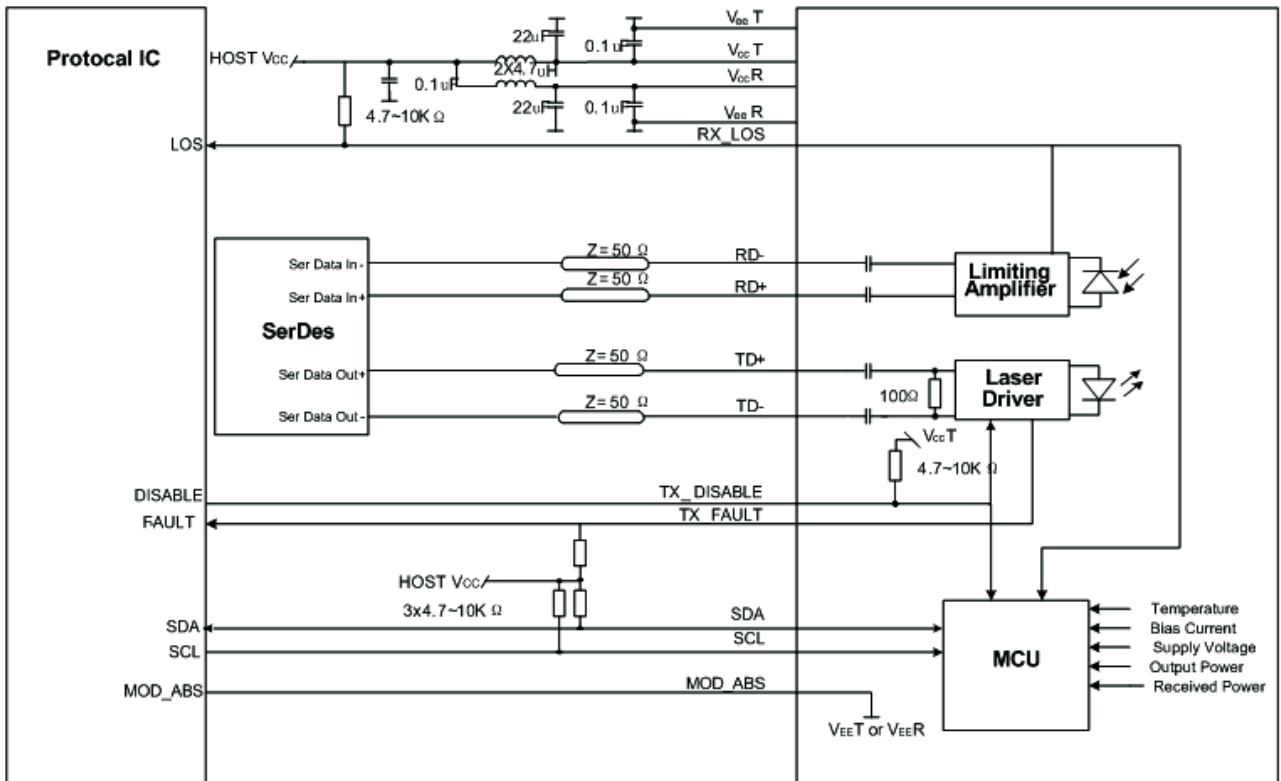 Protocal IC
HOST Vcc
22uF
0.1uF
VeeT
VccT
2X4.7uH
0.1uF
VccR
4.7~10K Ω
22uF
0.1uF
VeeR
LOS
RX_LOS
SerDes
Ser Data In-
Z=50 Ω
RD-
Ser Data In+
Z=50 Ω
RD+
Limiting
Amplifier
Ser Data Out+
Z=50 Ω
TD+
Ser Data Out-
Z=50 Ω
TD-
100Ω
Laser
Driver
VccT
4.7~10K Ω
DISABLE
TX_DISABLE
FAULT
TX_FAULT
HOST Vcc
3x4.7~10K Ω
SDA
SDA
SCL
SCL
MOD_ABS
MOD_ABS
VEET or VEER
MCU
Temperature
Bias Current
Supply Voltage
Output Power
Received Power